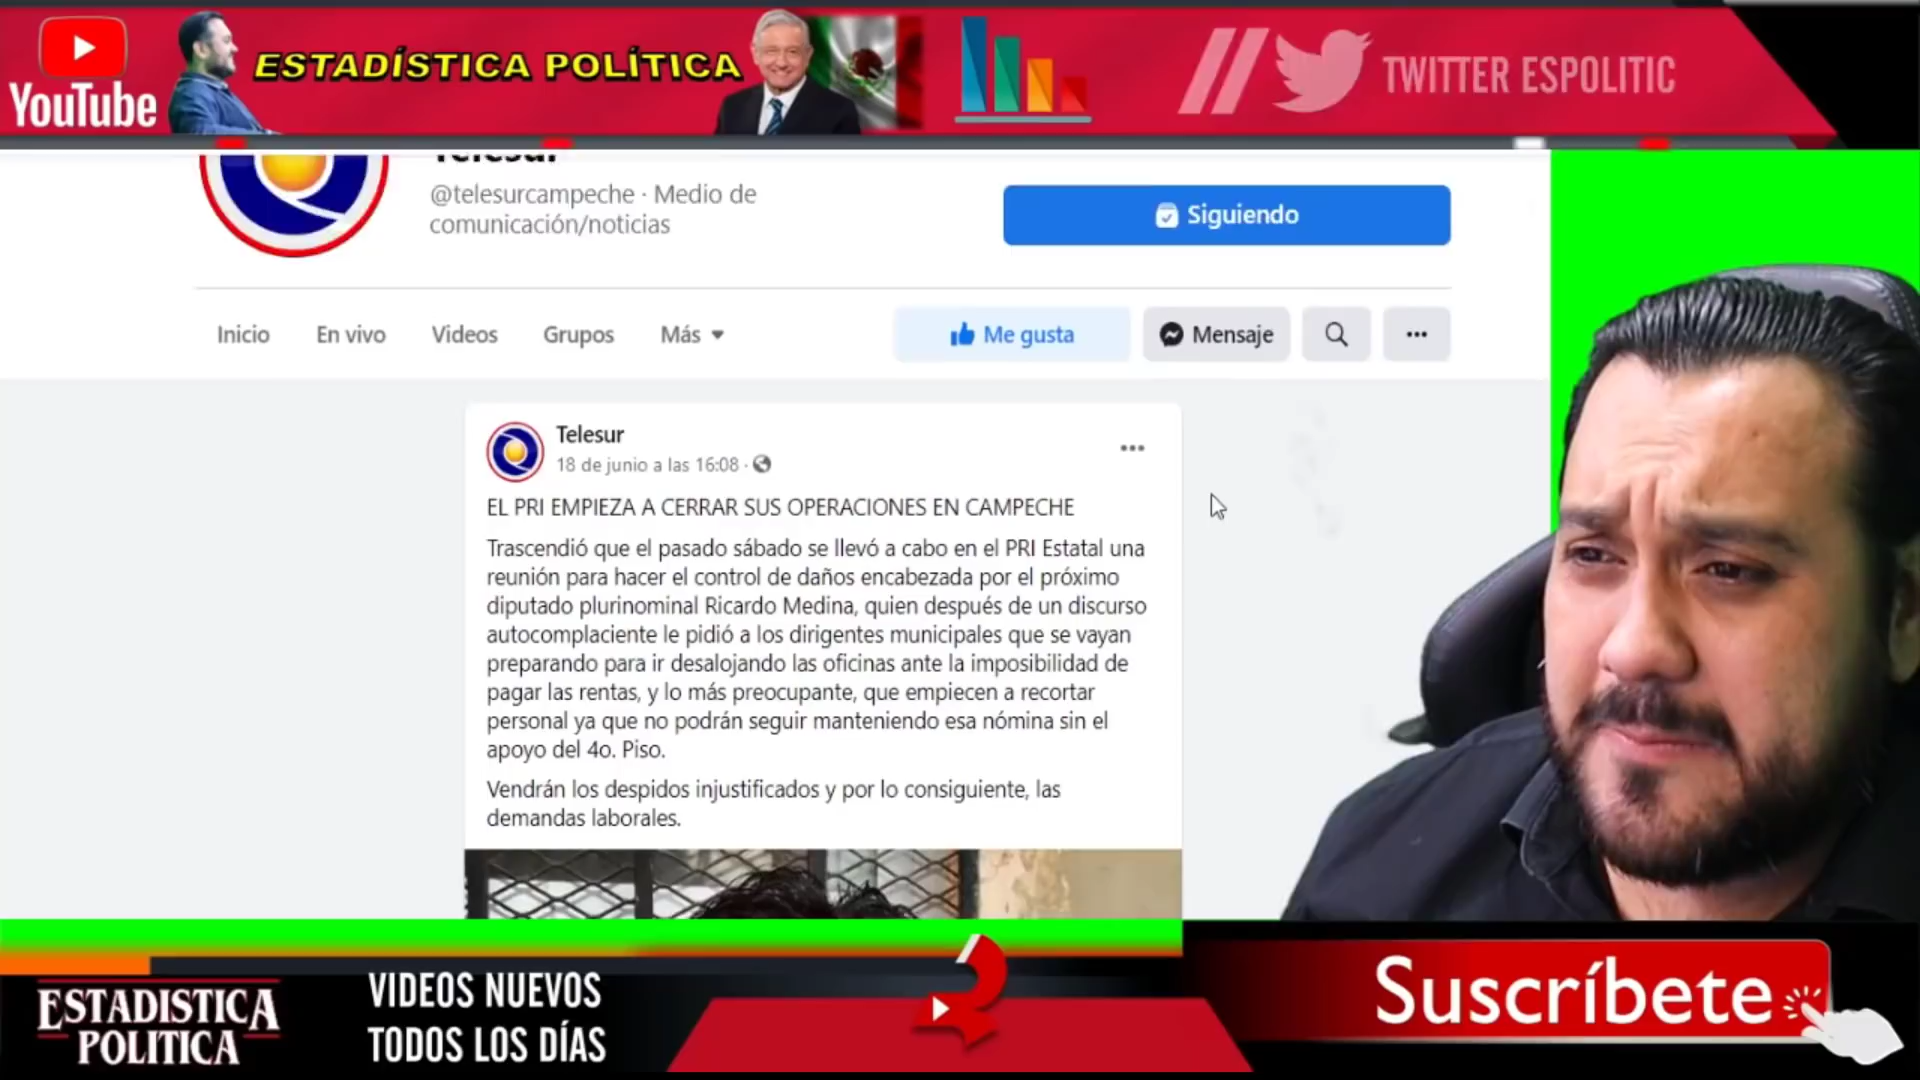 YouTube
ESTADÍSTICA POLÍTICA
TWITTER ESPOLITIC
Telesur
@telesurcampeche · Medio de
comunicación/noticias
Siguiendo
Inicio
En vivo
Videos
Grupos
Más
Me gusta
Mensaje
Telesur
18 de junio a las 16:08 ·
EL PRI EMPIEZA A CERRAR SUS OPERACIONES EN CAMPECHE
Trascendió que el pasado sábado se llevó a cabo en el PRI Estatal una
reunión para hacer el control de daños encabezada por el próximo
diputado plurinominal Ricardo Medina, quien después de un discurso
autocomplaciente le pidió a los dirigentes municipales que se vayan
preparando para ir desalojando las oficinas ante la imposibilidad de
pagar las rentas, y lo más preocupante, que empiecen a recortar
personal ya que no podrán seguir manteniendo esa nómina sin el
apoyo del 4o. Piso.
Vendrán los despidos injustificados y por lo consiguiente, las
demandas laborales.
ESTADISTICA
POLITICA
VIDEOS NUEVOS
TODOS LOS DÍAS
Suscríbete